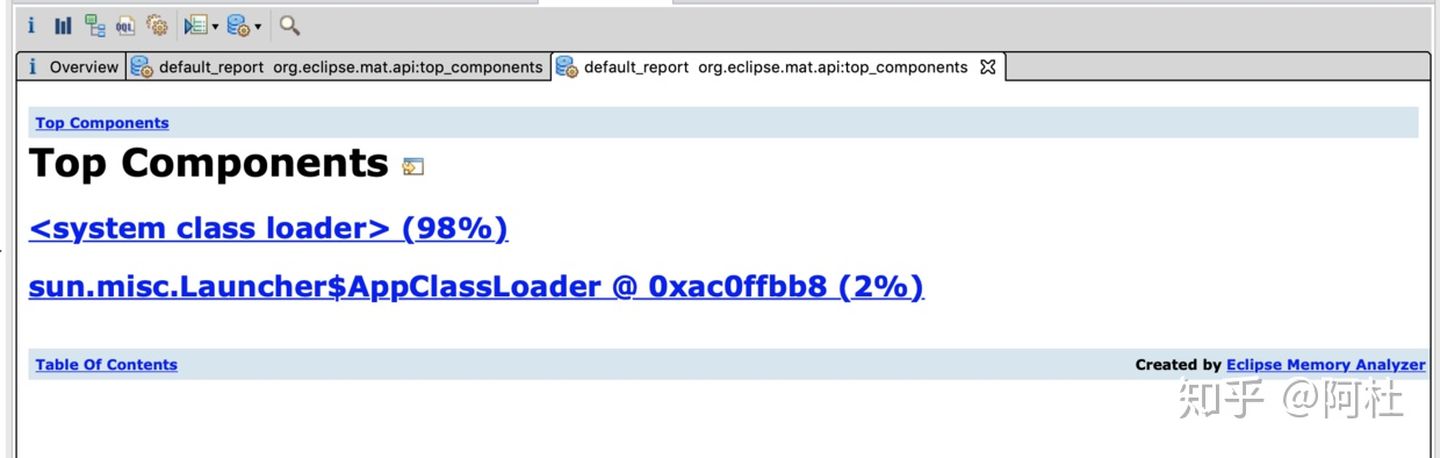 i OQL
i Overview default_report org.eclipse.mat.api:top_components default_report org.eclipse.mat.api:top_components
Top Components
Top Components
<system class loader> (98%)
sun.misc.Launcher$AppClassLoader @ 0xac0ffbb8 (2%)
Table Of Contents Created by Eclipse Memory Analyzer
知乎 @阿杜